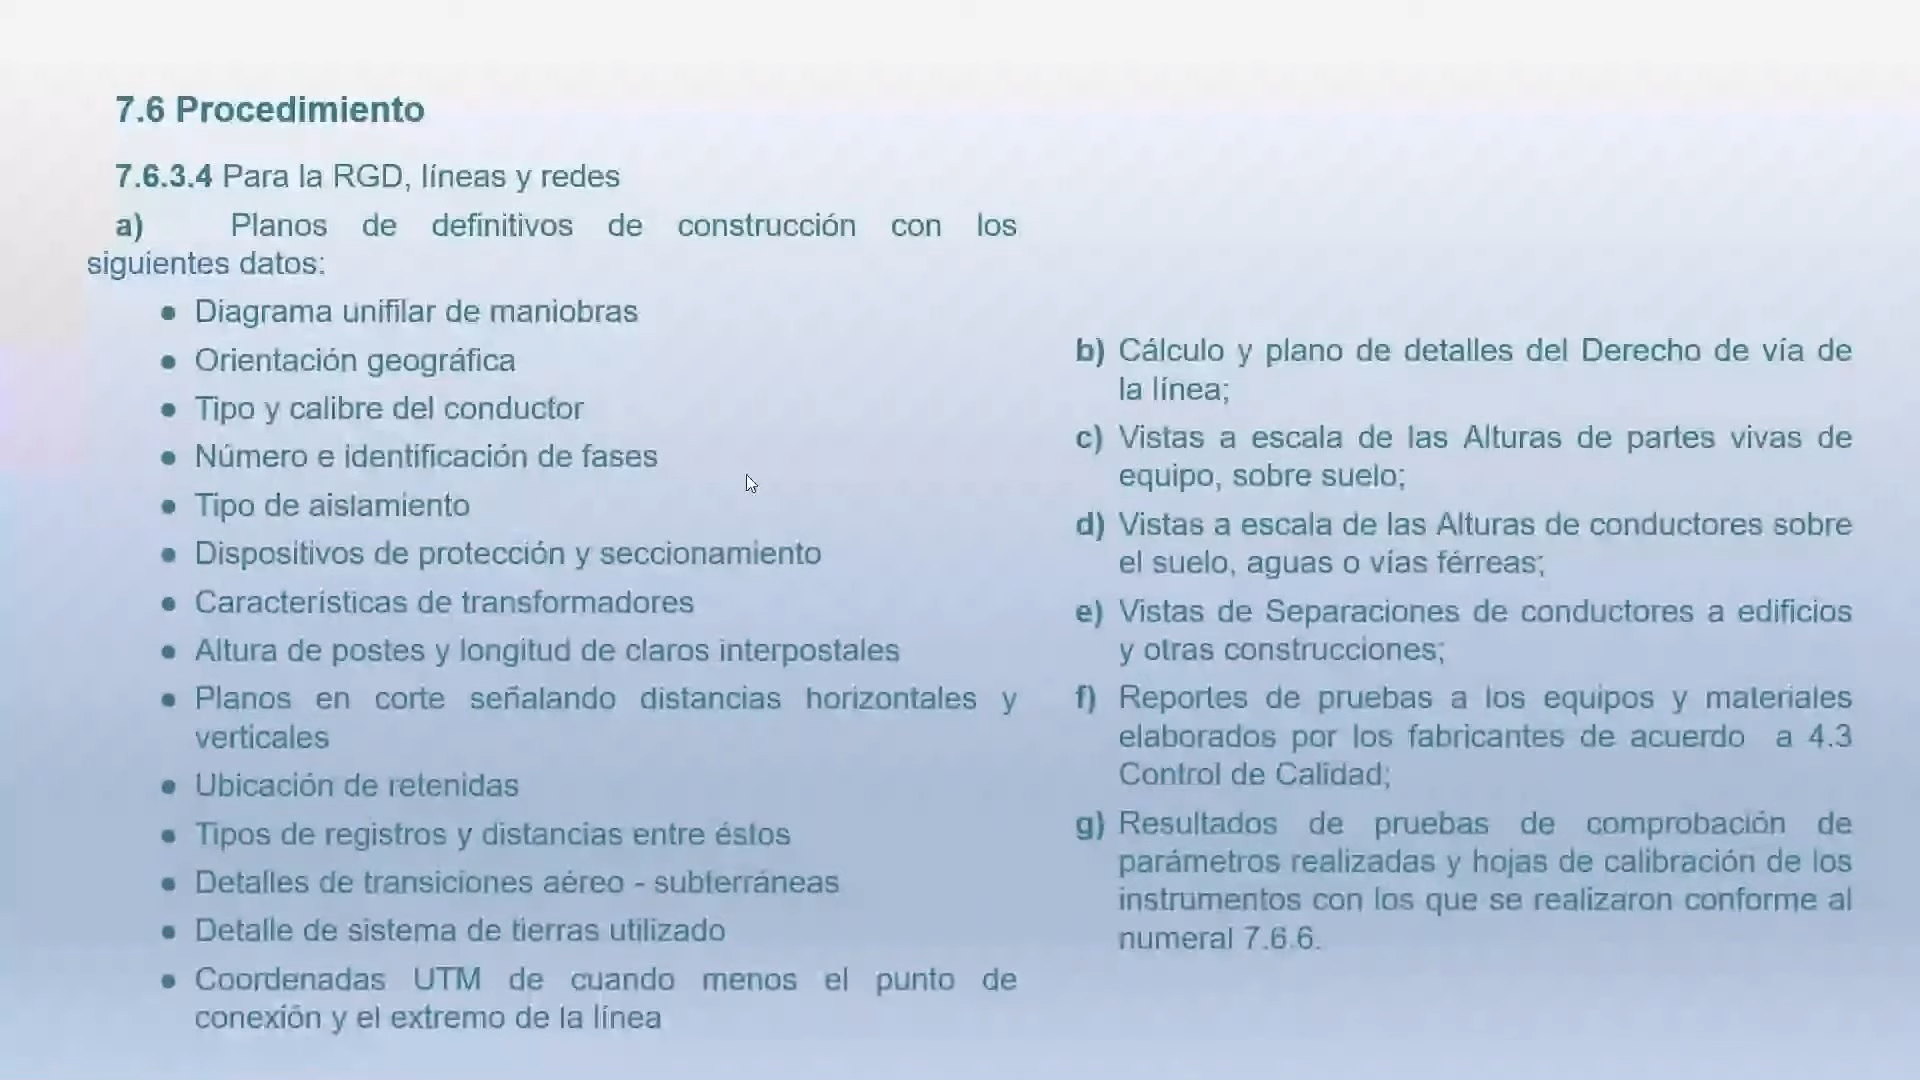 7.6 Procedimiento
7.6.3.4 Para la RGD, líneas y redes
a) Planos de definitivos de construcción con los
siguientes datos:
● Diagrama unifilar de maniobras
● Orientación geográfica
● Tipo y calibre del conductor
● Número e identificación de fases
● Tipo de aislamiento
● Dispositivos de protección y seccionamiento
● Características de transformadores
● Altura de postes y longitud de claros interpostales
● Planos en corte señalando distancias horizontales y
verticales
● Ubicación de retenidas
● Tipos de registros y distancias entre éstos
● Detalles de transiciones aéreo - subterráneas
● Detalle de sistema de tierras utilizado
● Coordenadas UTM de cuando menos el punto de
conexión y el extremo de la línea
b) Cálculo y plano de detalles del Derecho de vía de
la línea;
c) Vistas a escala de las Alturas de partes vivas de
equipo, sobre suelo;
d) Vistas a escala de las Alturas de conductores sobre
el suelo, aguas o vías férreas;
e) Vistas de Separaciones de conductores a edificios
y otras construcciones;
f) Reportes de pruebas a los equipos y materiales
elaborados por los fabricantes de acuerdo a 4.3
Control de Calidad;
g) Resultados de pruebas de comprobación de
parámetros realizadas y hojas de calibración de los
instrumentos con los que se realizaron conforme al
numeral 7.6.6.